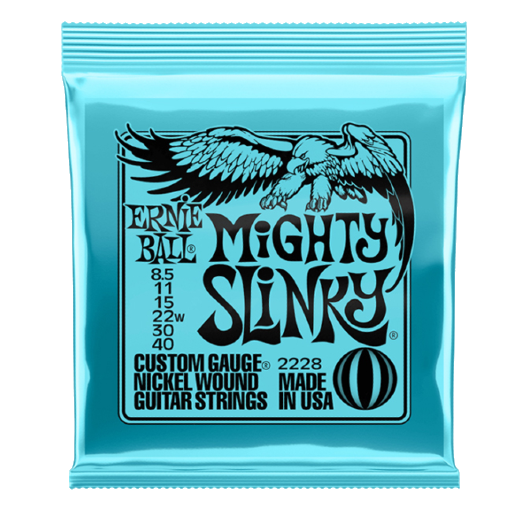 ERNiE
BALL®
MiGHTY
SLiNKY®
8.5
11
15
22W
30
40
CUSTOM GAUGE®
NICKEL WOUND
GUITAR STRINGS
2228
MADE
IN USA